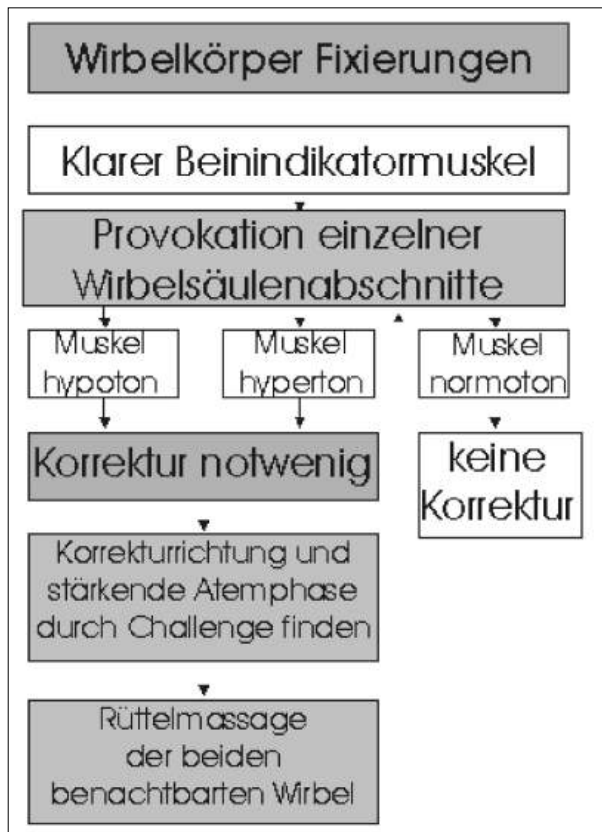 Wirbelkörper Fixierungen
Klarer Beinindikatormuskel
Provokation einzelner
Wirbelsäulenabschnitte
Muskel
hypoton
Muskel
hyperton
Muskel
normoton
Korrektur notwenig
keine
Korrektur
Korrekturrichtung und
stärkende Atemphase
durch Challenge finden
Rüttelmassage
der beiden
benachtbarten Wirbel